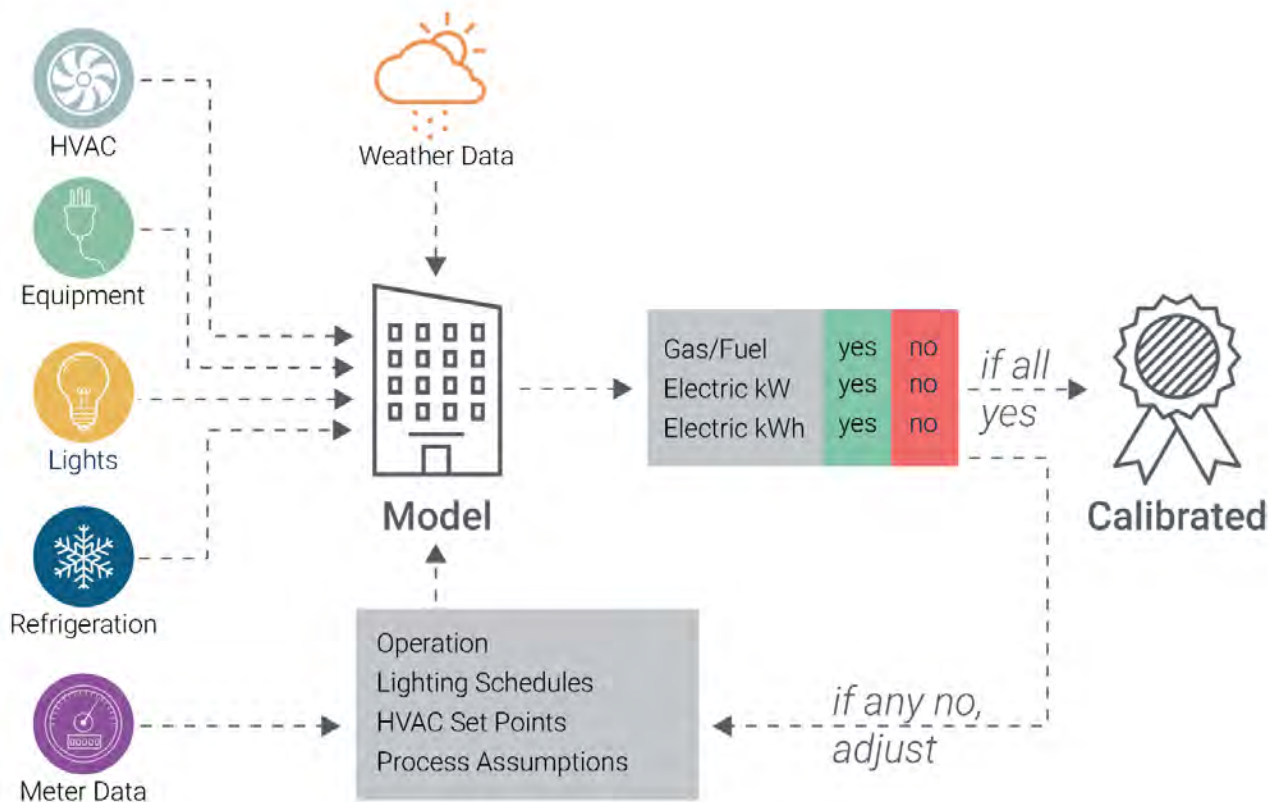 HVAC
Weather Data
Equipment
Lights
Refrigeration
Meter Data
Model
Gas/Fuel yes no
Electric kW yes no
Electric kWh yes no
if all
yes
Calibrated
Operation
Lighting Schedules
HVAC Set Points
Process Assumptions
if any no,
adjust